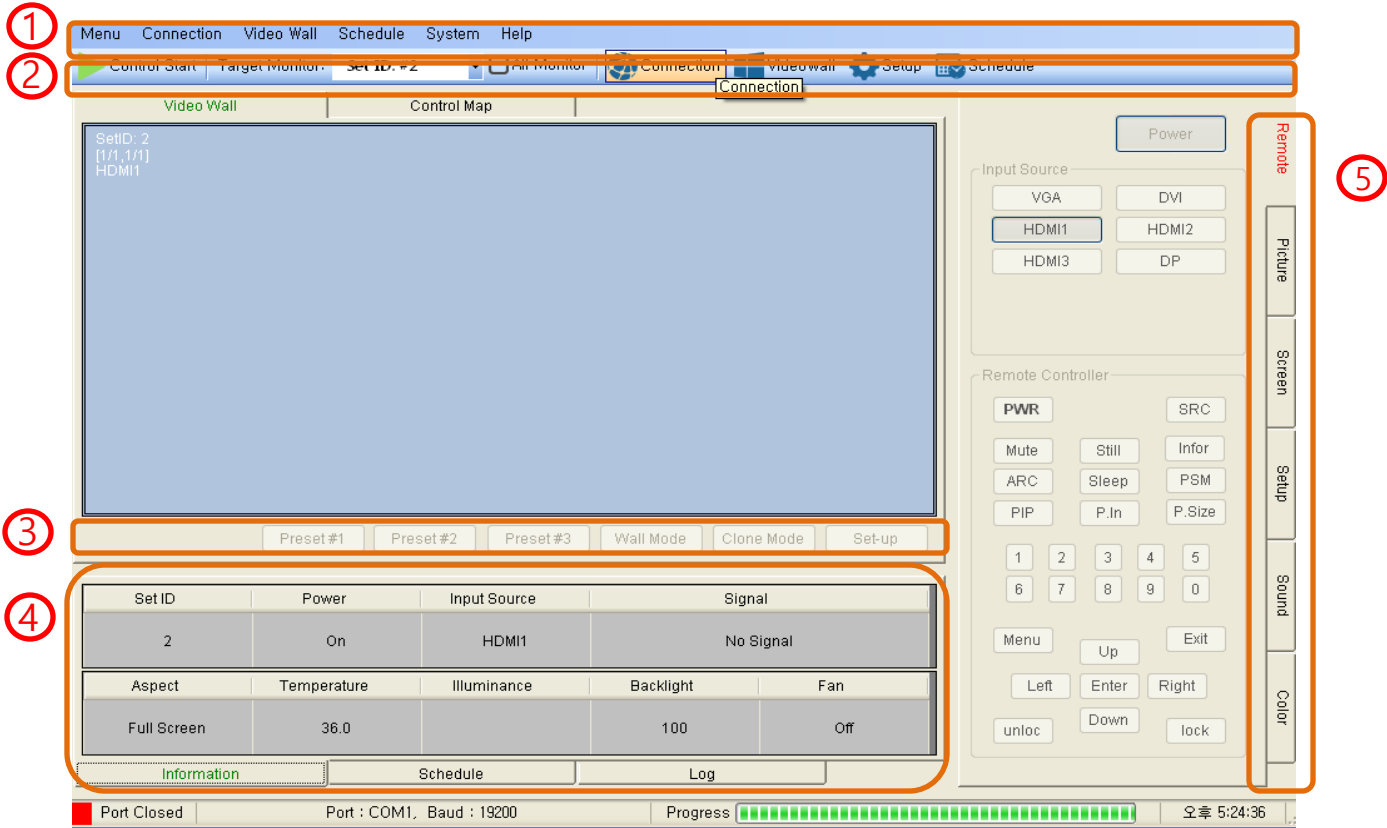 1
Menu Connection Video Wall Schedule System Help
2
Control Start Target Monitor: Set ID: #2 All Monitor Connection Videowall Setup Schedule
Connection
Video Wall Control Map
SetID: 2
[1/1,1/1]
HDMI1
Power
Input Source
VGA DVI
HDMI1 HDMI2
HDMI3 DP
Remote
Picture
Screen
Setup
Sound
Color
5
Remote Controller
PWR SRC
Mute Still Infor
ARC Sleep PSM
PIP P.In P.Size
1 2 3 4 5
6 7 8 9 0
Menu Up Exit
Left Enter Right
unloc Down lock
3
Preset #1 Preset #2 Preset #3 Wall Mode Clone Mode Set-up
4
Set ID Power Input Source Signal
2 On HDMI1 No Signal
Aspect Temperature Illuminance Backlight Fan
Full Screen 36.0 100 Off
Information Schedule Log
Port Closed Port : COM1, Baud : 19200 Progress 오후 5:24:36